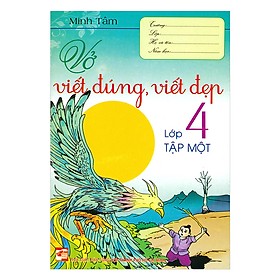 Minh Tâm
Trường:
Lớp:
Họ và tên:
Năm học:
Vở
viết đúng, viết đẹp
Lớp 4
TẬP MỘT